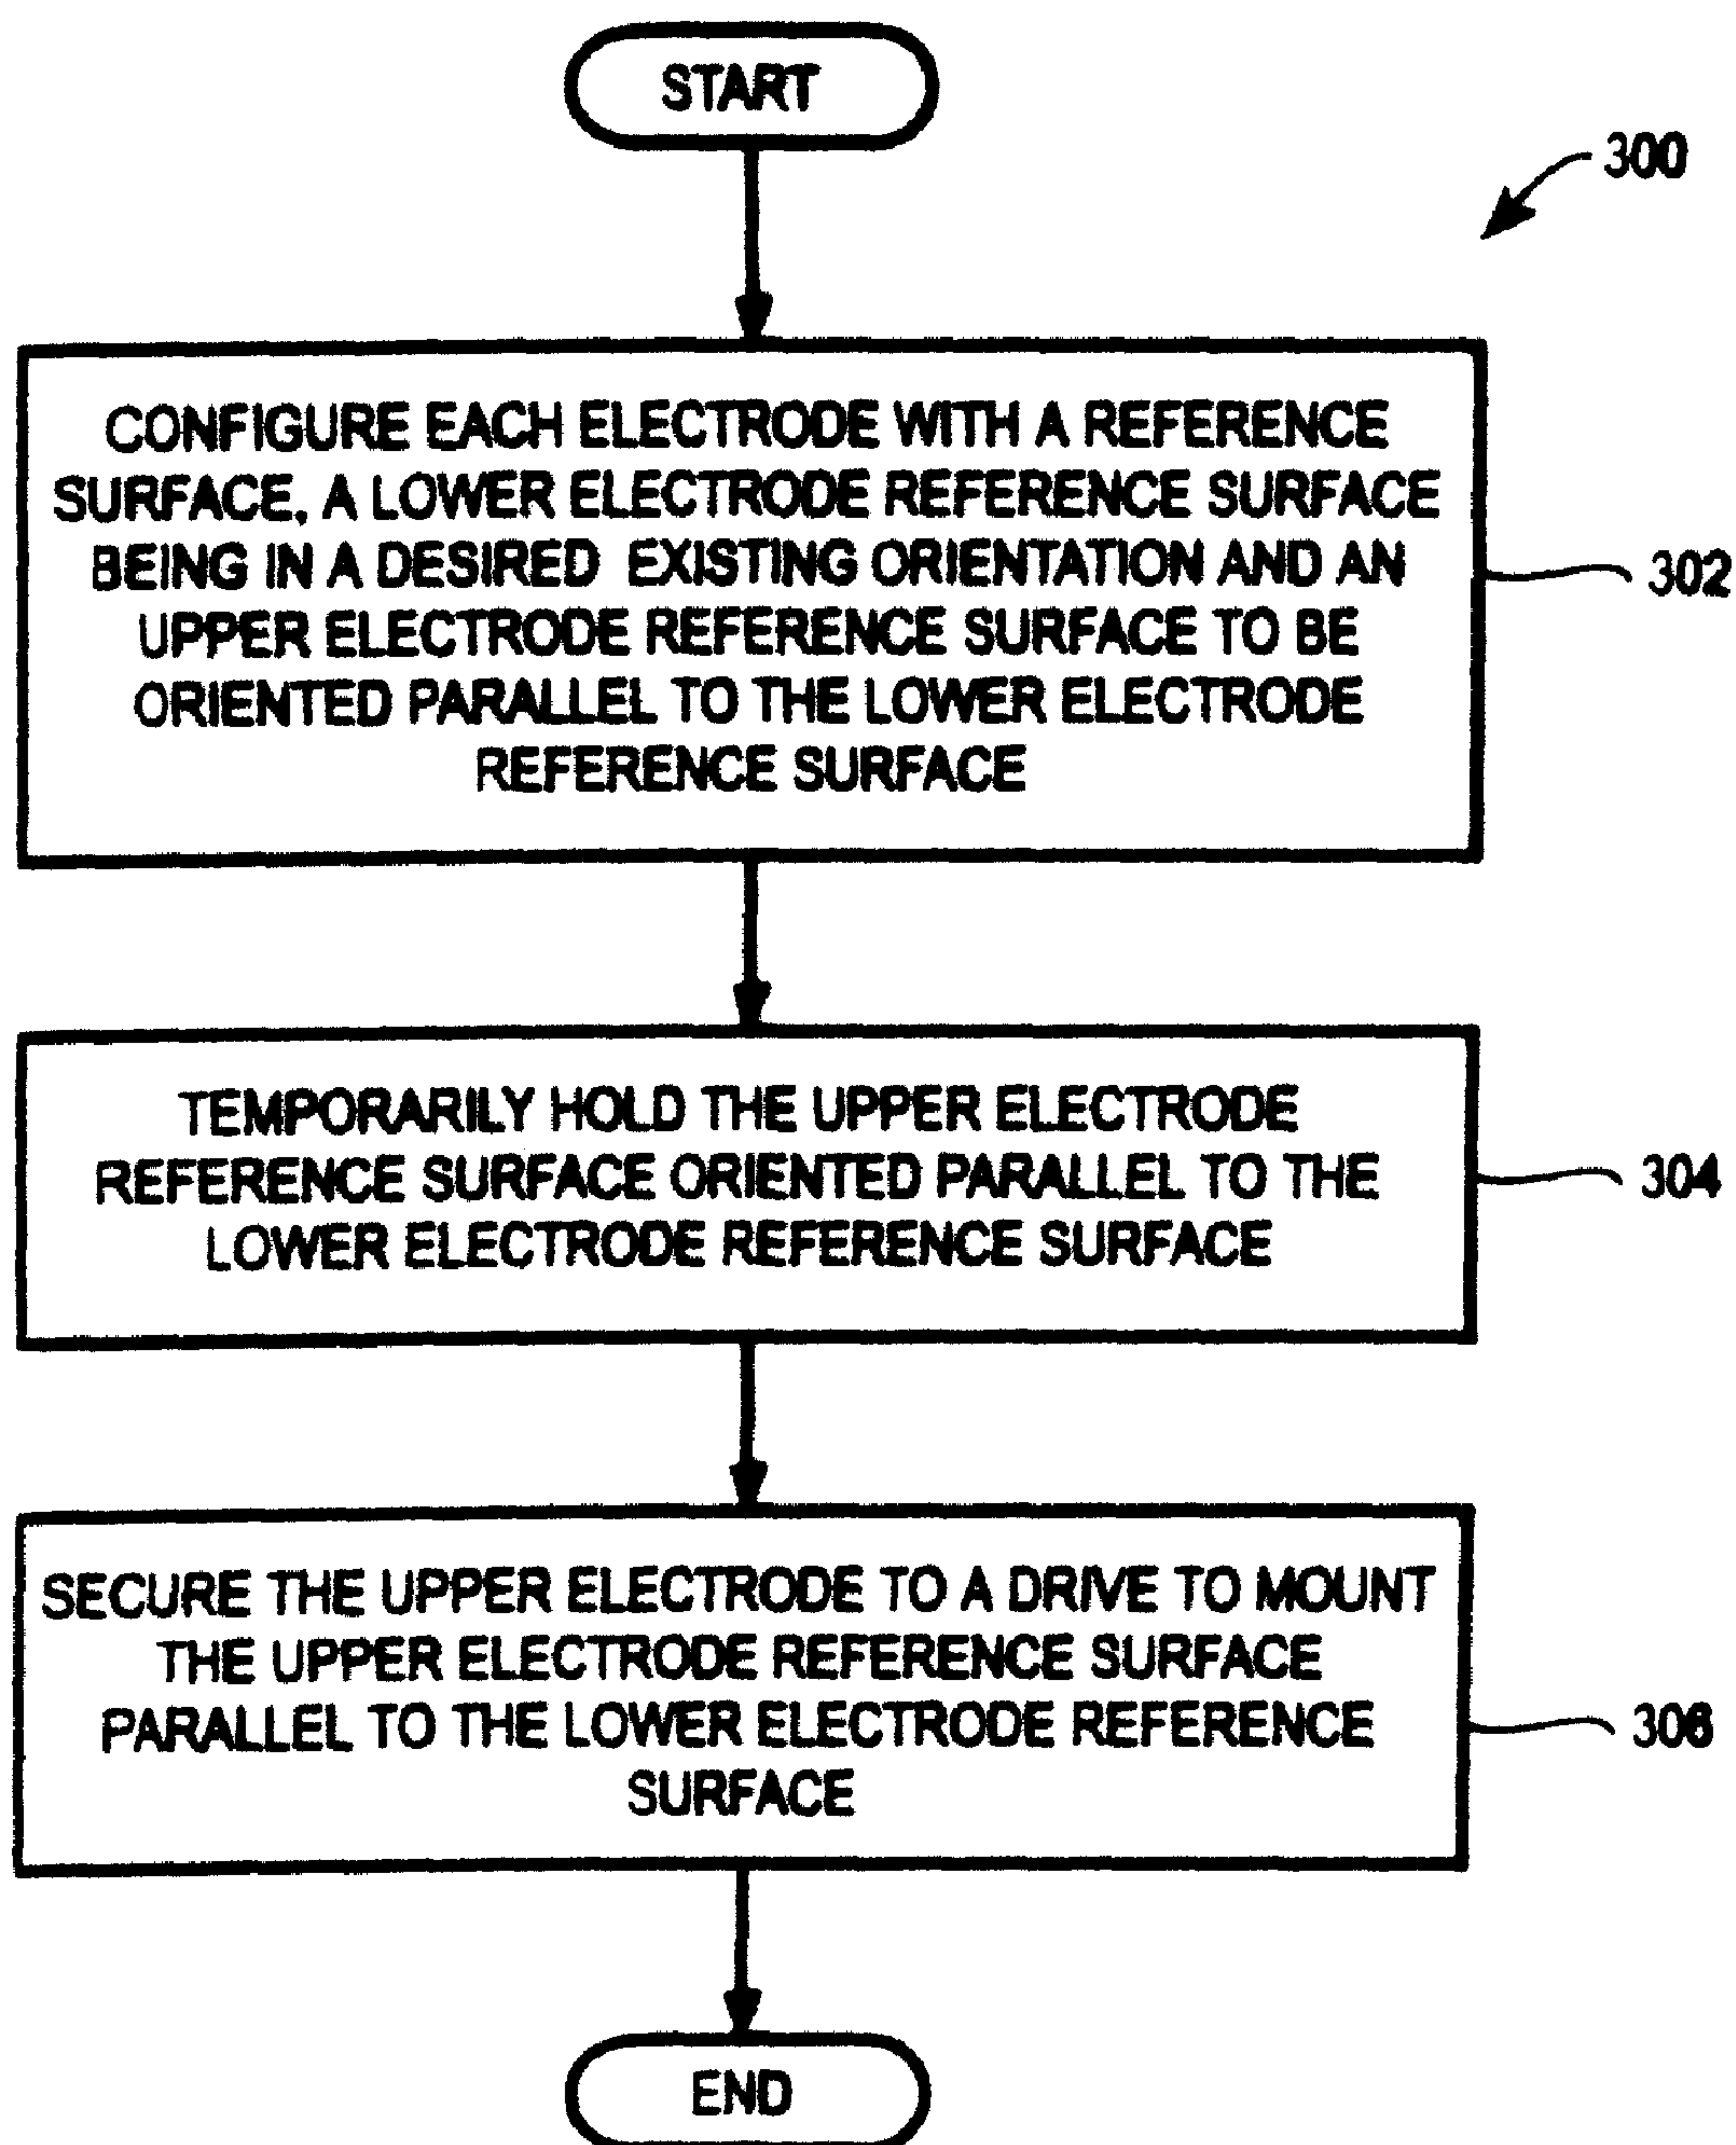 START
300
CONFIGURE EACH ELECTRODE WITH A REFERENCE
SURFACE, A LOWER ELECTRODE REFERENCE SURFACE
BEING IN A DESIRED EXISTING ORIENTATION AND AN
UPPER ELECTRODE REFERENCE SURFACE TO BE
ORIENTED PARALLEL TO THE LOWER ELECTRODE
REFERENCE SURFACE
302
TEMPORARILY HOLD THE UPPER ELECTRODE
REFERENCE SURFACE ORIENTED PARALLEL TO THE
LOWER ELECTRODE REFERENCE SURFACE
304
SECURE THE UPPER ELECTRODE TO A DRIVE TO MOUNT
THE UPPER ELECTRODE REFERENCE SURFACE
PARALLEL TO THE LOWER ELECTRODE REFERENCE
SURFACE
306
END